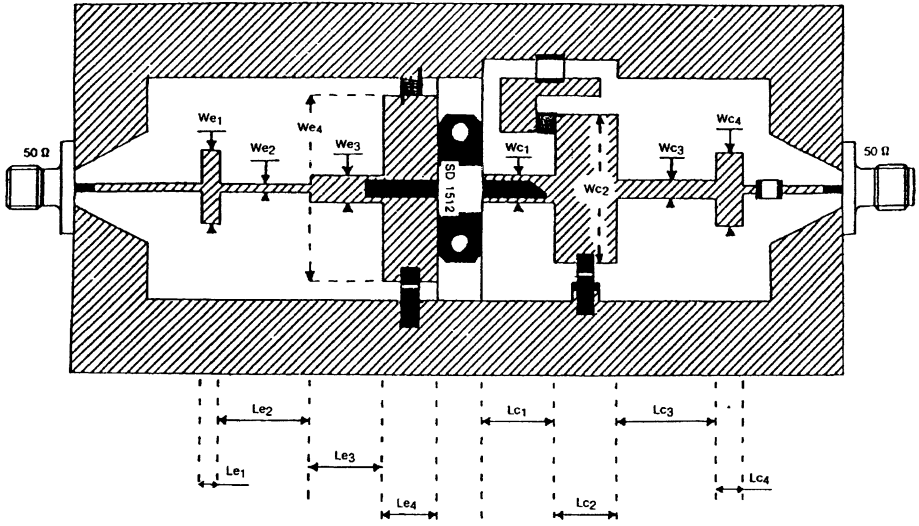 We4
We1
We2
We3
Wc1
Wc2
Wc3
Wc4
50 Ω
50 Ω
SD 1512
Le2
Lc1
Lc3
Le3
Le1
Lc4
Le4
Lc2